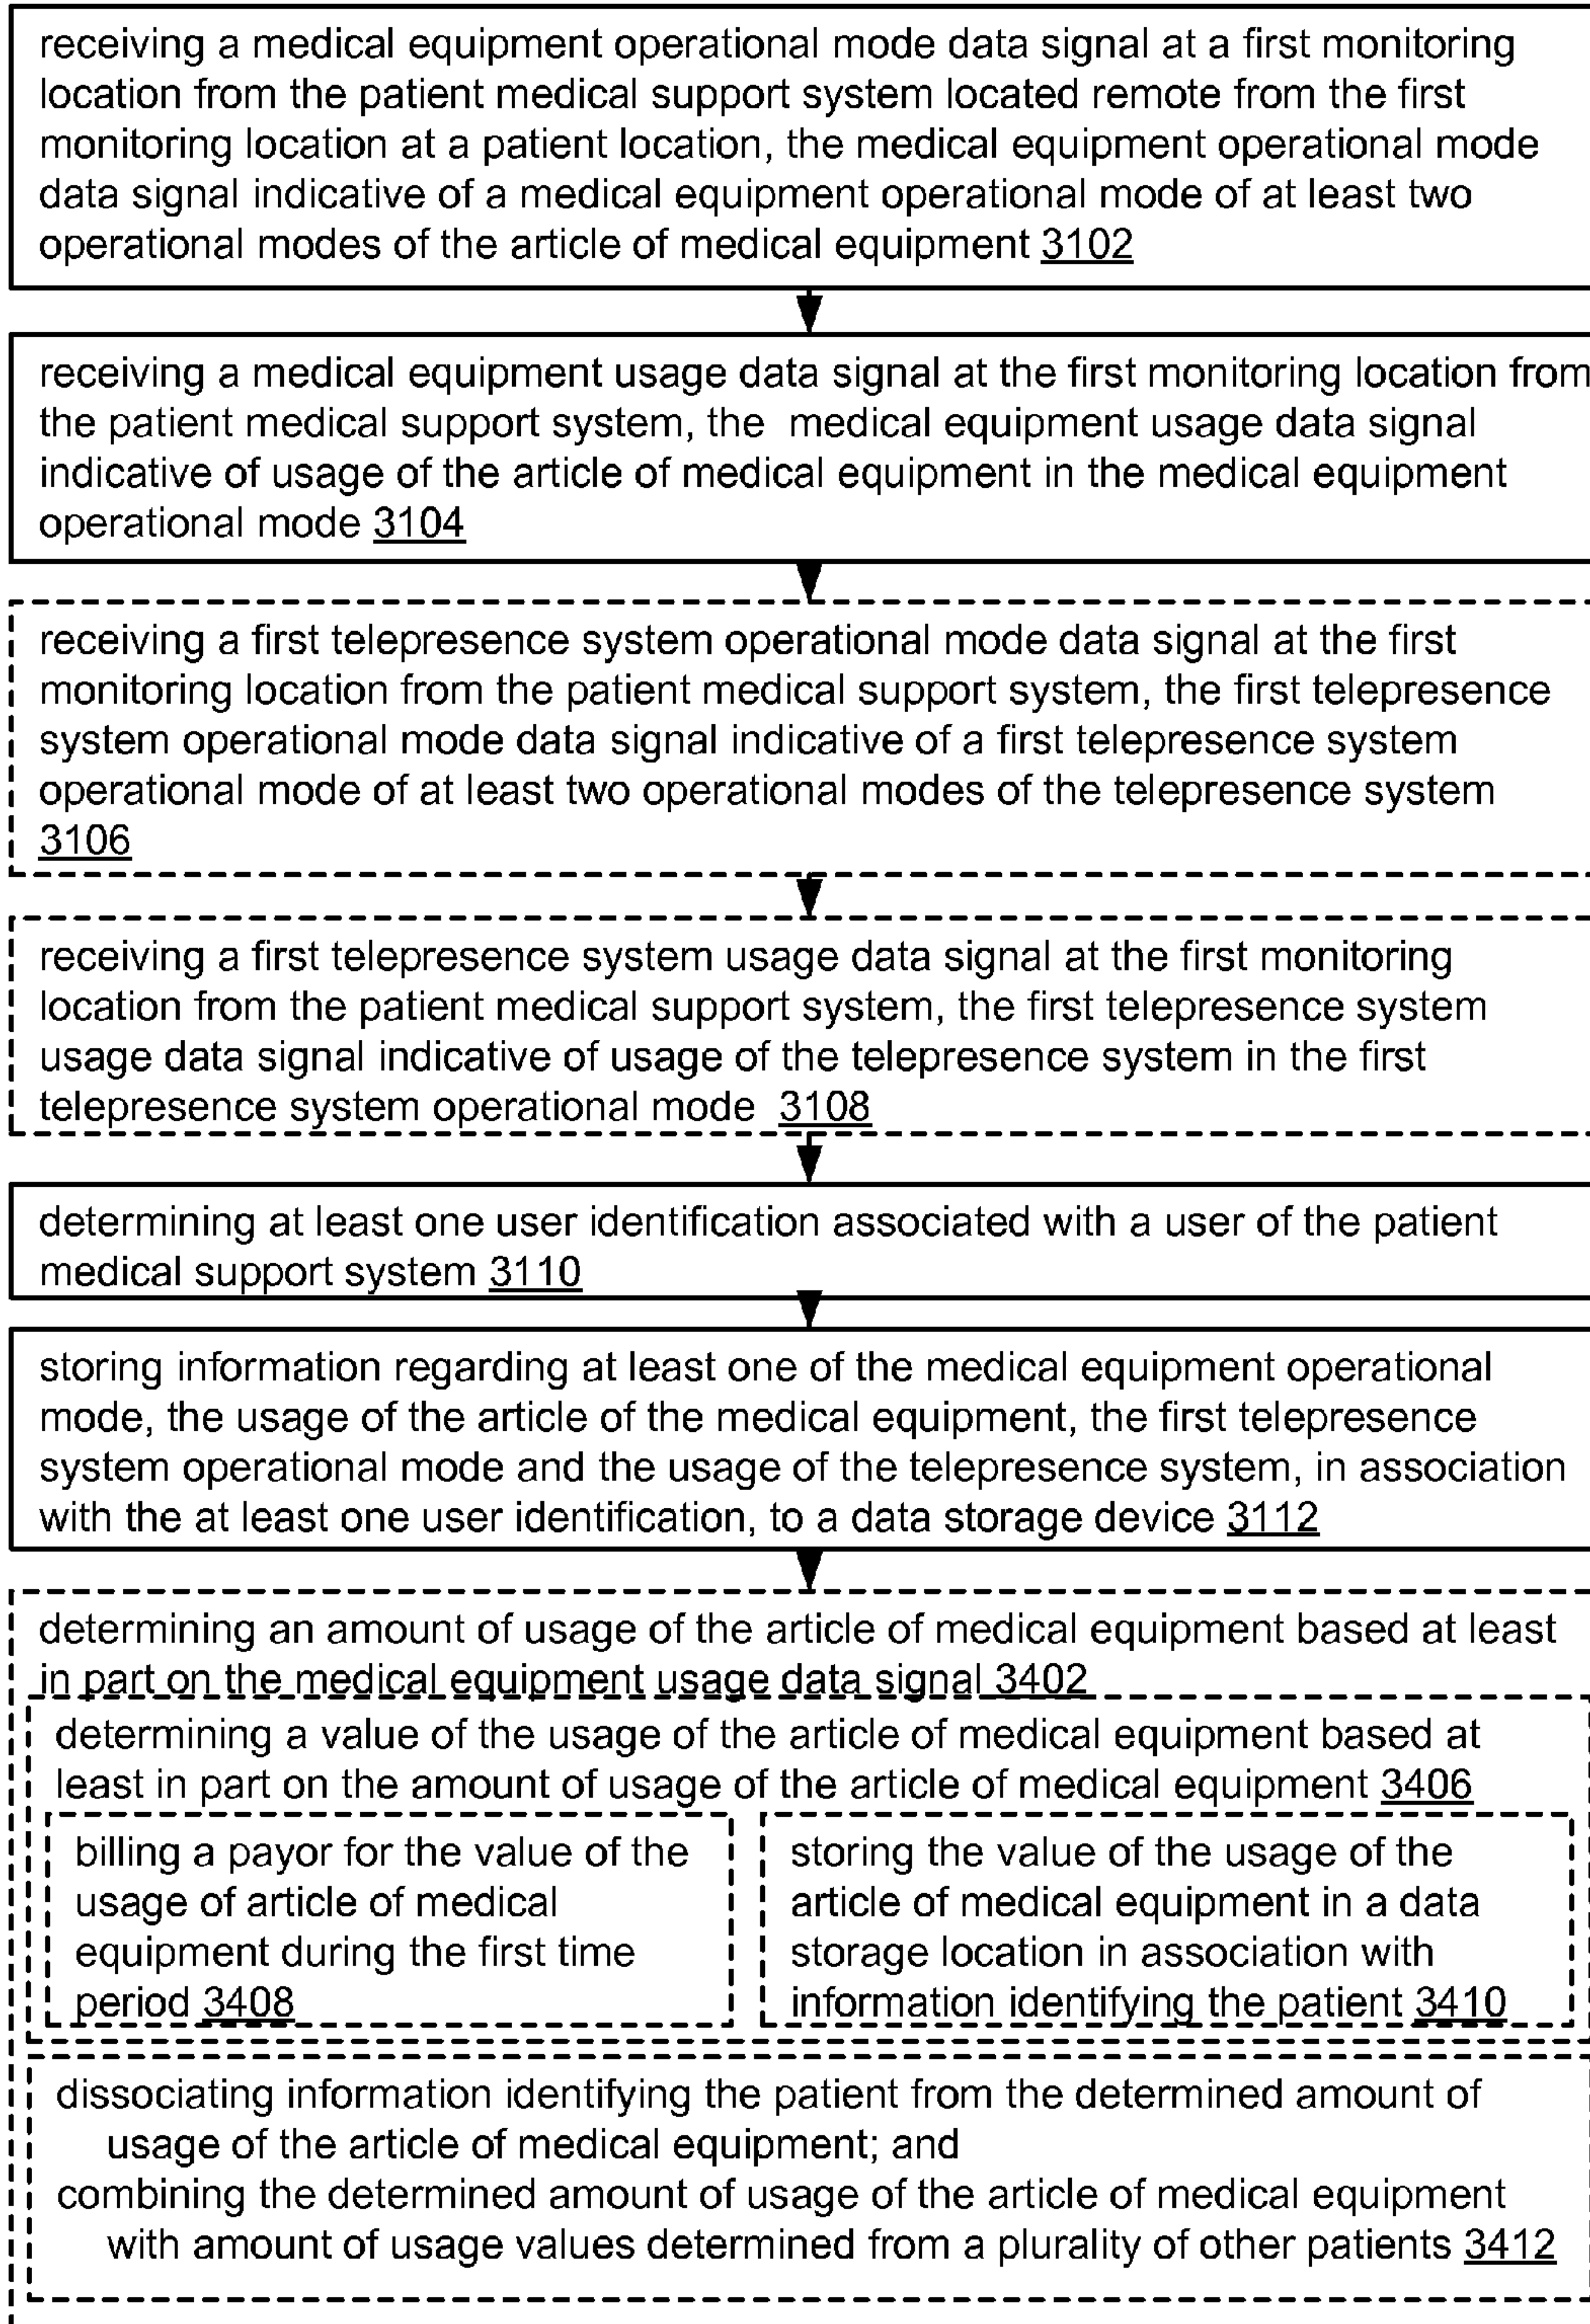 receiving a medical equipment operational mode data signal at a first monitoring
location from the patient medical support system located remote from the first
monitoring location at a patient location, the medical equipment operational mode
data signal indicative of a medical equipment operational mode of at least two
operational modes of the article of medical equipment 3102
receiving a medical equipment usage data signal at the first monitoring location from
the patient medical support system, the medical equipment usage data signal
indicative of usage of the article of medical equipment in the medical equipment
operational mode 3104
receiving a first telepresence system operational mode data signal at the first
monitoring location from the patient medical support system, the first telepresence
system operational mode data signal indicative of a first telepresence system
operational mode of at least two operational modes of the telepresence system
3106
receiving a first telepresence system usage data signal at the first monitoring
location from the patient medical support system, the first telepresence system
usage data signal indicative of usage of the telepresence system in the first
telepresence system operational mode 3108
determining at least one user identification associated with a user of the patient
medical support system 3110
storing information regarding at least one of the medical equipment operational
mode, the usage of the article of the medical equipment, the first telepresence
system operational mode and the usage of the telepresence system, in association
with the at least one user identification, to a data storage device 3112
determining an amount of usage of the article of medical equipment based at least
in part on the medical equipment usage data signal 3402
determining a value of the usage of the article of medical equipment based at
least in part on the amount of usage of the article of medical equipment 3406
billing a payor for the value of the
usage of article of medical
equipment during the first time
period 3408
storing the value of the usage of the
article of medical equipment in a data
storage location in association with
information identifying the patient 3410
dissociating information identifying the patient from the determined amount of
usage of the article of medical equipment; and
combining the determined amount of usage of the article of medical equipment
with amount of usage values determined from a plurality of other patients 3412